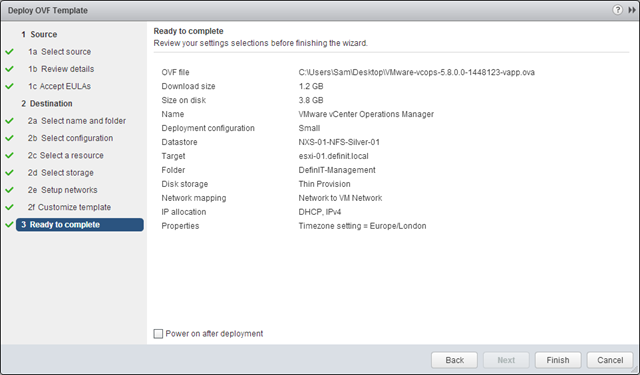 Deploy OVF Template
1 Source
1a Select source
1b Review details
1c Accept EULAs
2 Destination
2a Select name and folder
2b Select configuration
2c Select a resource
2d Select storage
2e Setup networks
2f Customize template
3 Ready to complete
Ready to complete
Review your settings selections before finishing the wizard.
OVF file C:\Users\Sam\Desktop\VMware-vcops-5.8.0.0-1448123-vapp.ova
Download size 1.2 GB
Size on disk 3.8 GB
Name VMware vCenter Operations Manager
Deployment configuration Small
Datastore NXS-01-NFS-Silver-01
Target esxi-01.definit.local
Folder DefinIT-Management
Disk storage Thin Provision
Network mapping Network to VM Network
IP allocation DHCP, IPv4
Properties Timezone setting = Europe/London
Power on after deployment
Back Next Finish Cancel